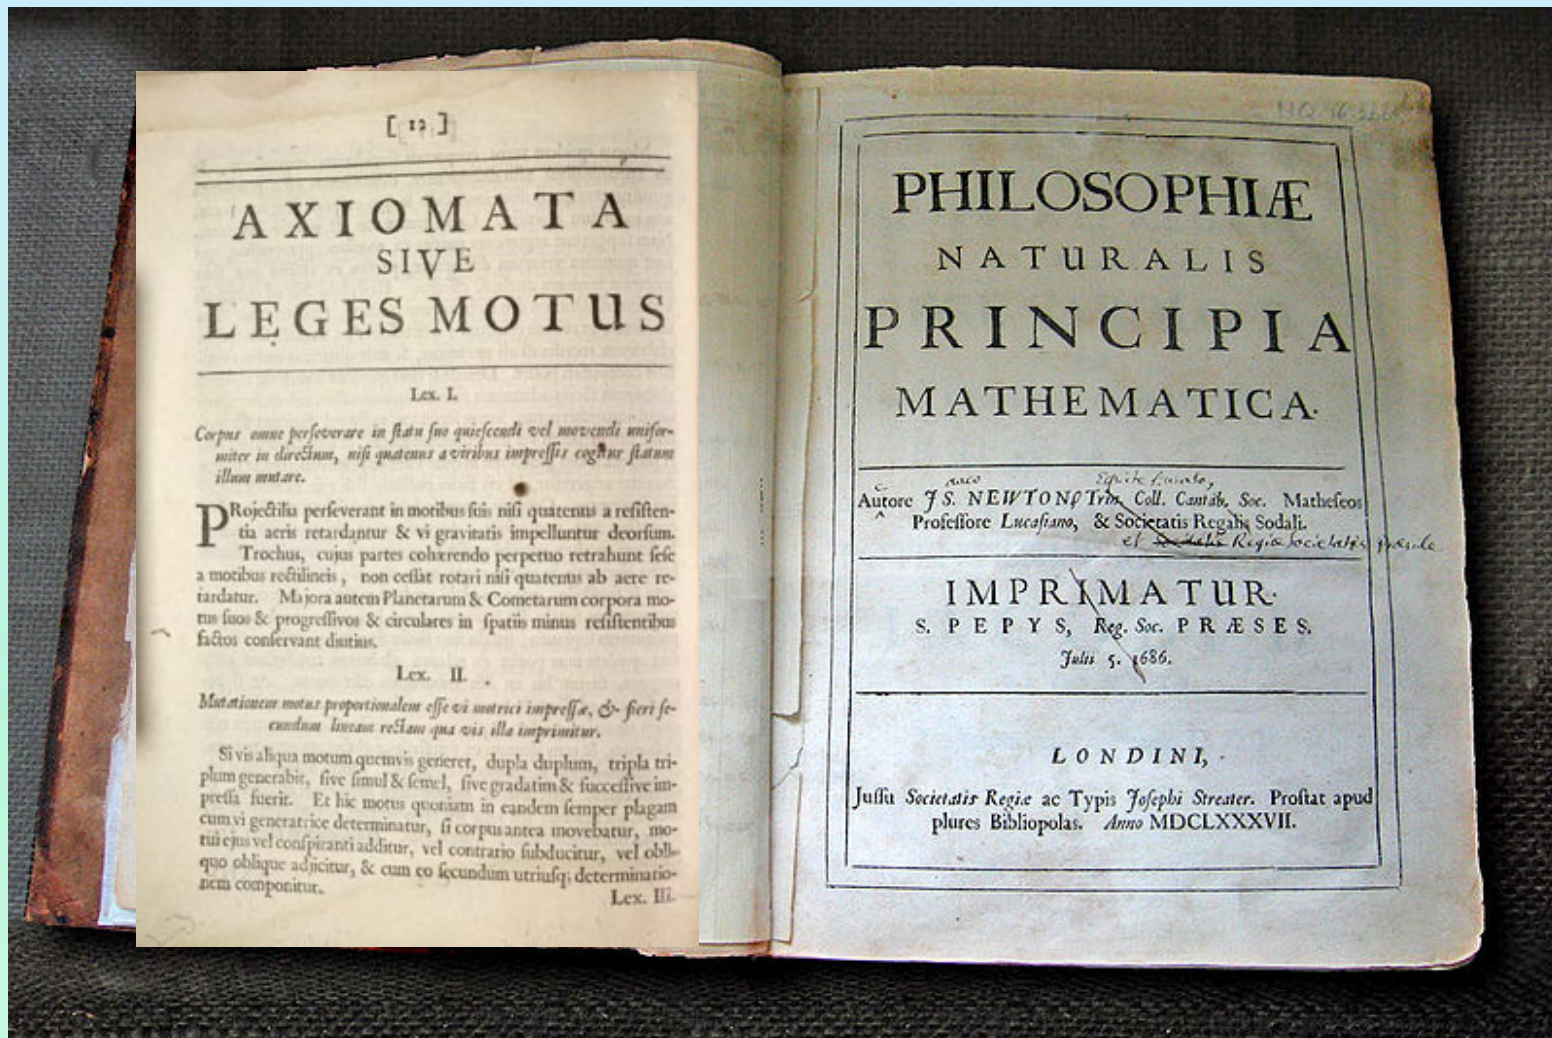 [ 12 ]
AXIOMATA
SIVE
LEGES MOTUS
Lex. I.
Corpus omne perseverare in statu suo quiescendi vel movendi unifor-
miter in directum, nisi quatenus a viribus impressis cogitur statum
illum mutare.
PRojectilia perseverant in motibus suis nisi quatenus a resisten-
tia aeris retardantur & vi gravitatis impelluntur deorsum.
Trochus, cujus partes cohærendo perpetuo retrahunt sese
a motibus rectilineis, non cessat rotari nisi quatenus ab aere re-
tardatur. Majora autem Planetarum & Cometarum corpora mo-
tus suos & progressivos & circulares in spatiis minus resistentibus
factos conservant diutius.
Lex. II.
Mutationem motus proportionalem esse vi motrici impressæ, & fieri se-
cundum lineam rectam qua vis illa imprimitur.
Si vis aliqua motum quemvis generet, dupla duplum, tripla tri-
plum generabit, sive simul & semel, sive gradatim & successive im-
pressa fuerit. Et hic motus quoniam in eandem semper plagam
cum vi generatrice determinatur, si corpus antea movebatur, mo-
tui ejus vel conspiranti additur, vel contrario subducitur, vel obli-
quo oblique adjicitur, & cum eo secundum utriusq; determinatio-
nem componitur.
Lex. III.
PHILOSOPHIÆ
NATURALIS
PRINCIPIA
MATHEMATICA.
Equite
Autore J S. NEWTON, Trin. Coll. Cantab. Soc. Matheseos
Professore Lucasiano, & Societatis Regalis Sodali.
et Regiæ Societatis præside
IMPRIMATUR.
S. PEPYS, Reg. Soc. PRÆSES.
Julii 5. 1686.
LONDINI,
Jussu Societatis Regiæ ac Typis Josephi Streater. Prostat apud
plures Bibliopolas. Anno MDCLXXXVII.